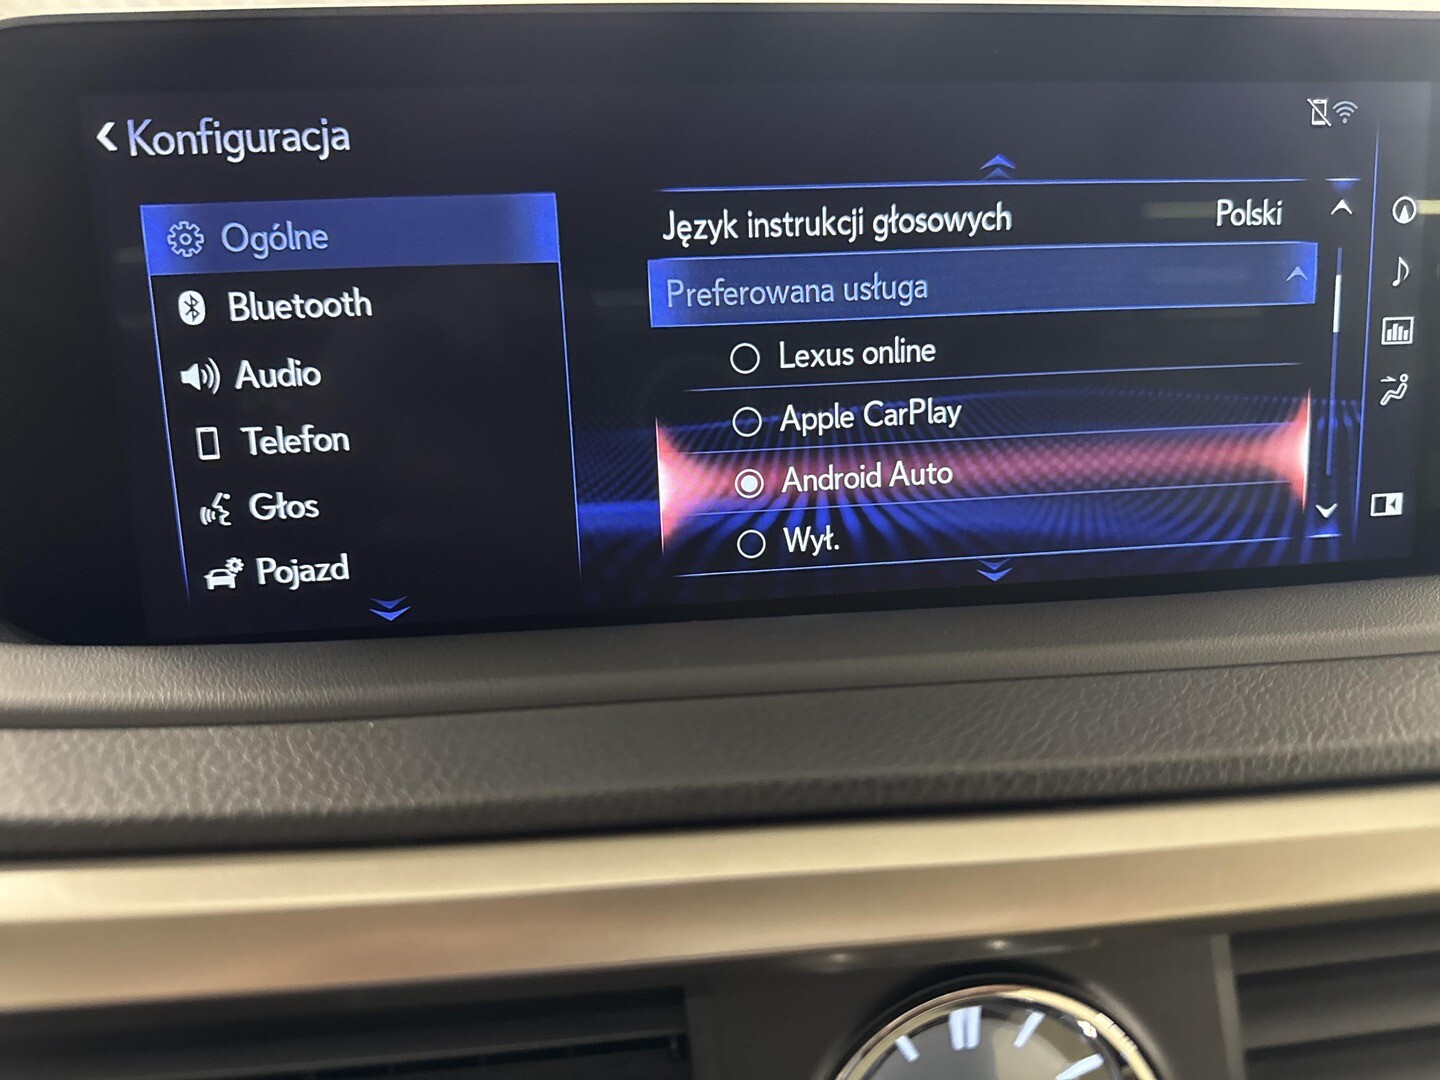 Konfiguracja
Ogólne
Bluetooth
Audio
Telefon
Głos
Pojazd
Język instrukcji głosowych Polski
Preferowana usługa
Lexus online
Apple CarPlay
Android Auto
Wył.